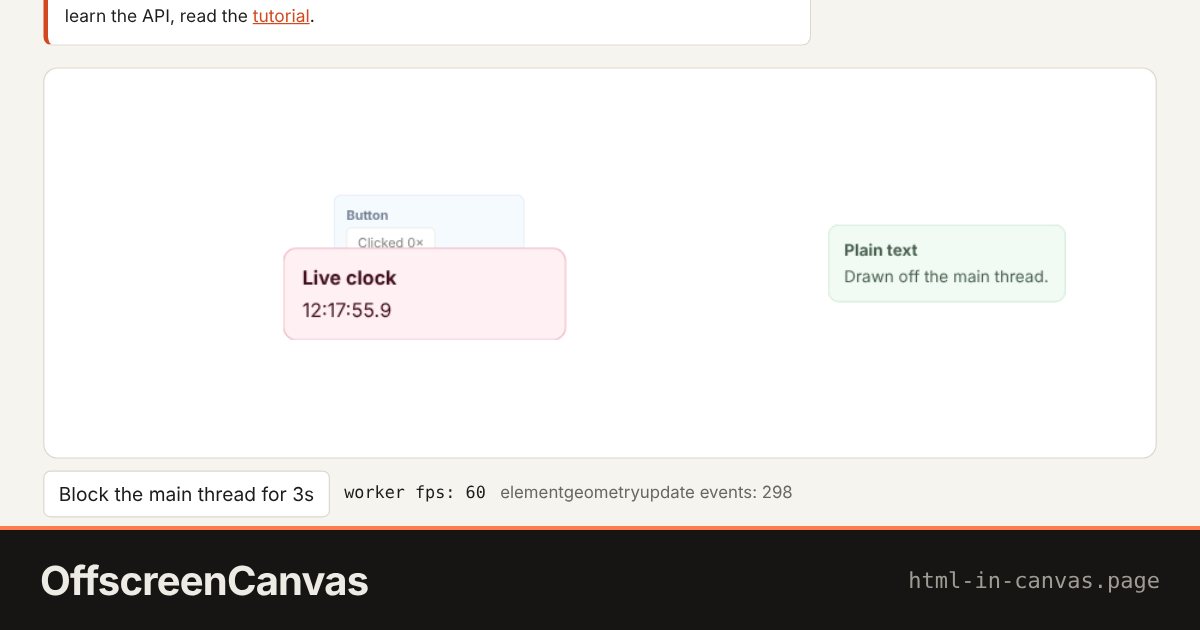 learn the API, read the tutorial.
Button
Clicked 0×
Live clock
12:17:55.9
Plain text
Drawn off the main thread.
Block the main thread for 3s
worker fps: 60
elementgeometryupdate events: 298
OffscreenCanvas
html-in-canvas.page